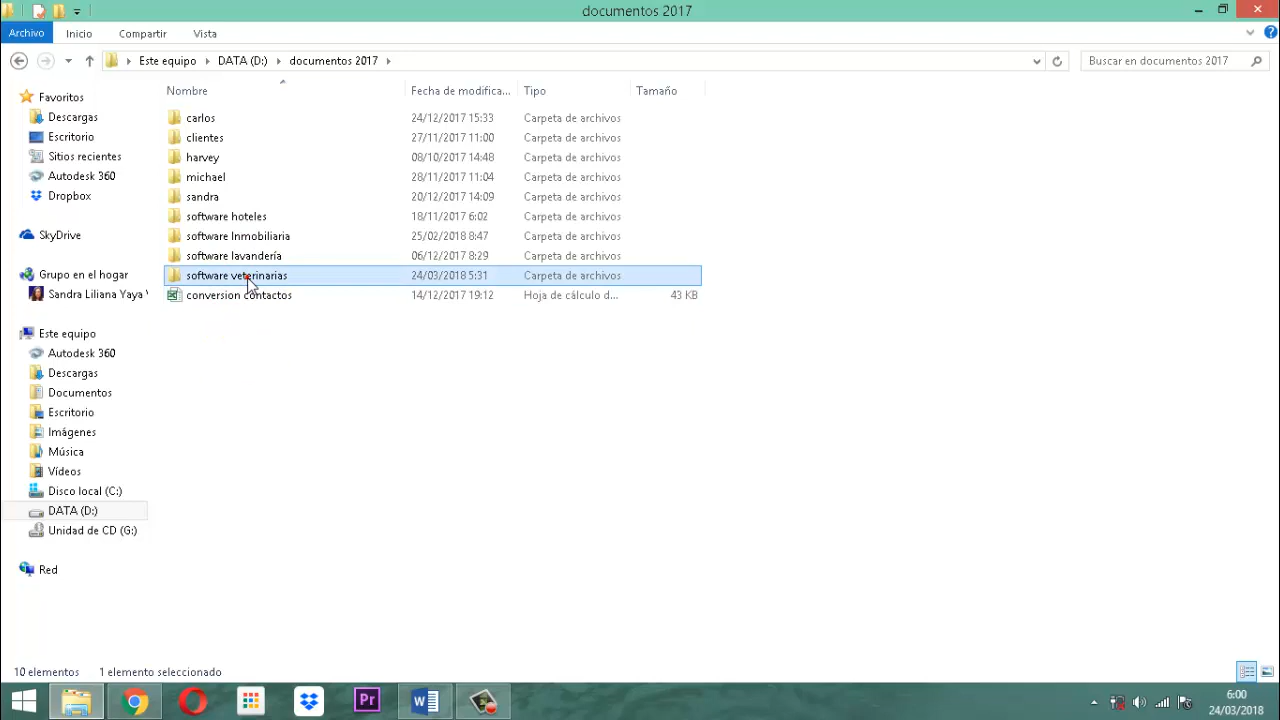 documentos 2017
Archivo Inicio Compartir Vista
Este equipo DATA (D:) documentos 2017 Buscar en documentos 2017
Nombre Fecha de modifica... Tipo Tamaño
Favoritos
Descargas
Escritorio
Sitios recientes
Autodesk 360
Dropbox
SkyDrive
Grupo en el hogar
Sandra Liliana Yaya
Este equipo
Autodesk 360
Descargas
Documentos
Escritorio
Imágenes
Música
Vídeos
Disco local (C:)
DATA (D:)
Unidad de CD (G:)
Red
carlos 24/12/2017 15:33 Carpeta de archivos
clientes 27/11/2017 11:00 Carpeta de archivos
harvey 08/10/2017 14:48 Carpeta de archivos
michael 28/11/2017 11:04 Carpeta de archivos
sandra 20/12/2017 14:09 Carpeta de archivos
software hoteles 18/11/2017 6:02 Carpeta de archivos
software Inmobiliaria 25/02/2018 8:47 Carpeta de archivos
software lavandería 06/12/2017 8:29 Carpeta de archivos
software veterinarias 24/03/2018 5:31 Carpeta de archivos
conversion contactos 14/12/2017 19:12 Hoja de cálculo d... 43 KB
10 elementos 1 elemento seleccionado
Pr
6:00
24/03/2018